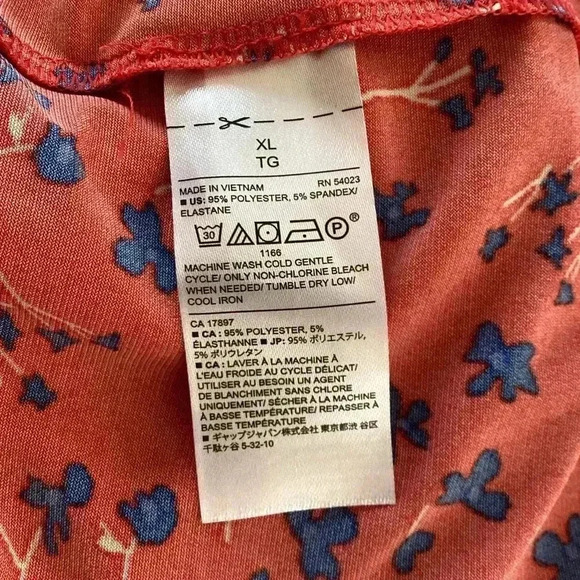 XL
TG
MADE IN VIETNAM RN 54023
■ US: 95% POLYESTER, 5% SPANDEX/
ELASTANE
30 P ®
1166
MACHINE WASH COLD GENTLE
CYCLE/ ONLY NON-CHLORINE BLEACH
WHEN NEEDED/ TUMBLE DRY LOW/
COOL IRON
CA 17897
■ CA : 95% POLYESTER, 5%
ÉLASTHANNE ■ JP: 95% ポリエステル,
5% ポリウレタン
■ CA : LAVER À LA MACHINE À
L'EAU FROIDE AU CYCLE DÉLICAT/
UTILISER AU BESOIN UN AGENT
DE BLANCHIMENT SANS CHLORE
UNIQUEMENT/ SÉCHER À LA MACHINE
À BASSE TEMPÉRATURE/ REPASSER À
BASSE TEMPÉRATURE
■ ギャップジャパン株式会社 東京都渋 谷区
千駄ヶ谷 5-32-10